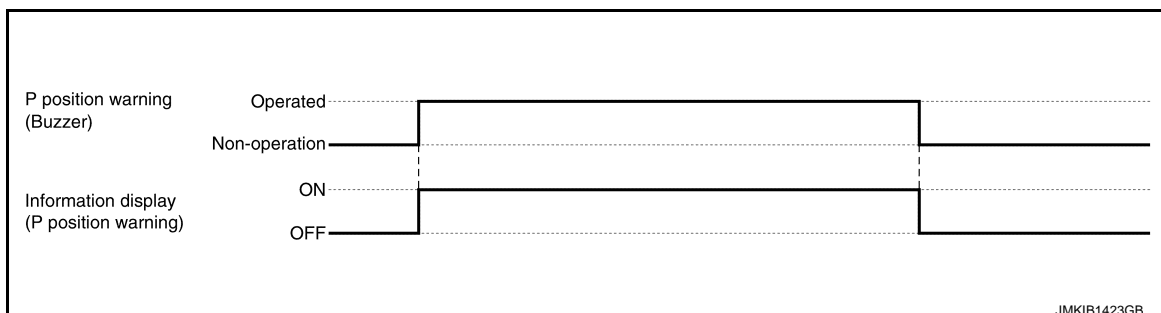 P position warning
(Buzzer)
Operated
Non-operation
Information display
(P position warning)
ON
OFF
JMKIB1423GB